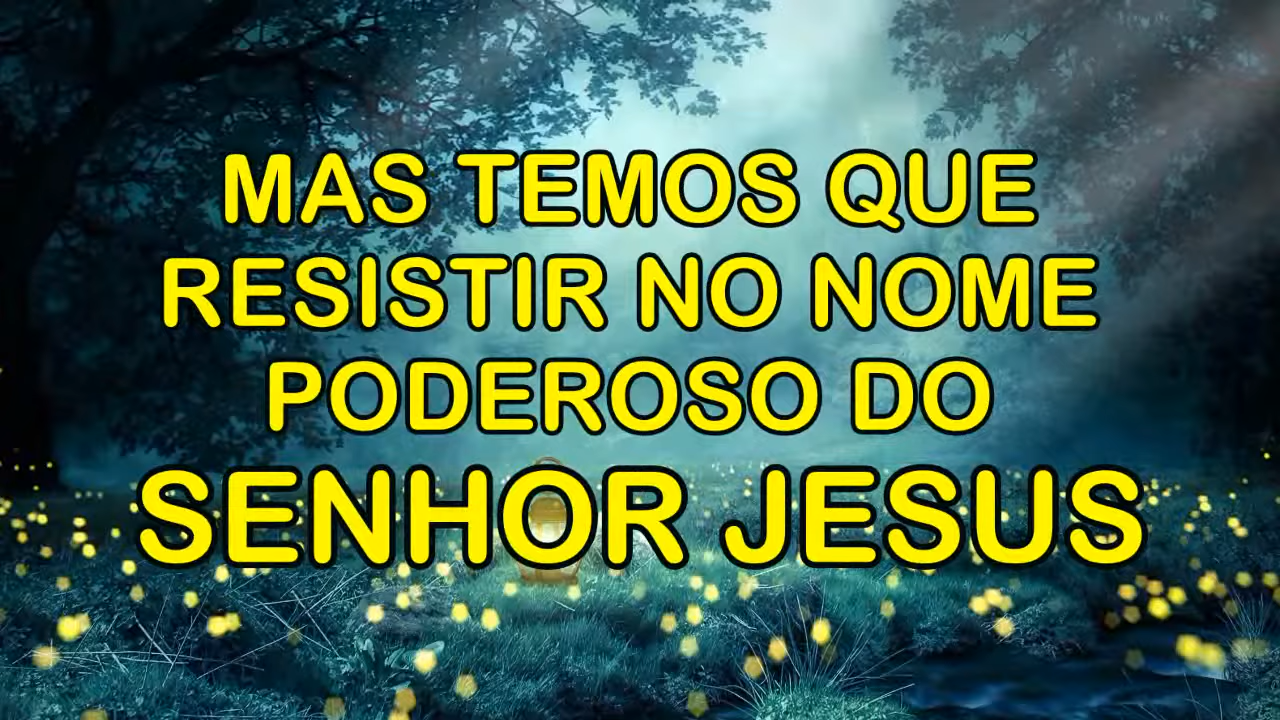 MAS TEMOS QUE
RESISTIR NO NOME
PODEROSO DO
SENHOR JESUS